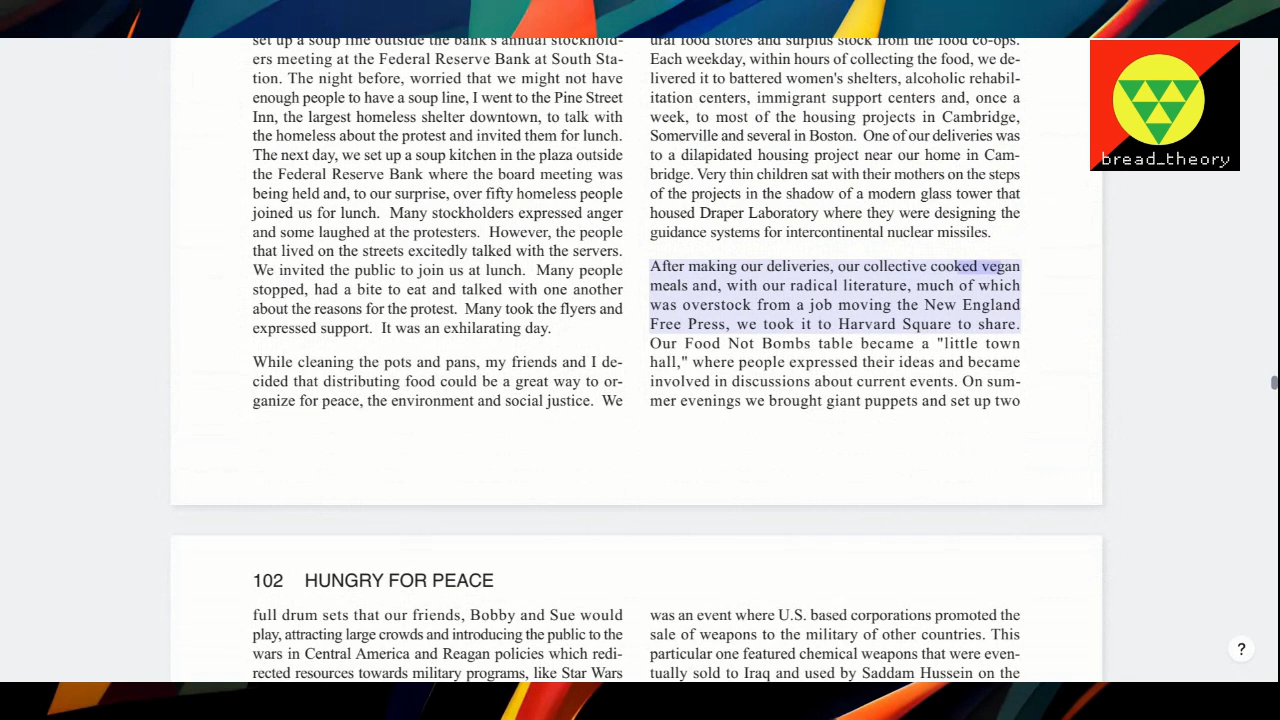 set up a soup line outside the bank's annual stockhold-
ers meeting at the Federal Reserve Bank at South Sta-
tion. The night before, worried that we might not have
enough people to have a soup line, I went to the Pine Street
Inn, the largest homeless shelter downtown, to talk with
the homeless about the protest and invited them for lunch.
The next day, we set up a soup kitchen in the plaza outside
the Federal Reserve Bank where the board meeting was
being held and, to our surprise, over fifty homeless people
joined us for lunch. Many stockholders expressed anger
and some laughed at the protesters. However, the people
that lived on the streets excitedly talked with the servers.
We invited the public to join us at lunch. Many people
stopped, had a bite to eat and talked with one another
about the reasons for the protest. Many took the flyers and
expressed support. It was an exhilarating day.
While cleaning the pots and pans, my friends and I de-
cided that distributing food could be a great way to or-
ganize for peace, the environment and social justice. We
ural food stores and surplus stock from the food co-ops.
Each weekday, within hours of collecting the food, we de-
livered it to battered women's shelters, alcoholic rehabil-
itation centers, immigrant support centers and, once a
week, to most of the housing projects in Cambridge,
Somerville and several in Boston. One of our deliveries was
to a dilapidated housing project near our home in Cam-
bridge. Very thin children sat with their mothers on the steps
of the projects in the shadow of a modern glass tower that
housed Draper Laboratory where they were designing the
guidance systems for intercontinental nuclear missiles.
After making our deliveries, our collective cooked vegan
meals and, with our radical literature, much of which
was overstock from a job moving the New England
Free Press, we took it to Harvard Square to share.
Our Food Not Bombs table became a "little town
hall," where people expressed their ideas and became
involved in discussions about current events. On sum-
mer evenings we brought giant puppets and set up two
bread_theory
102 HUNGRY FOR PEACE
full drum sets that our friends, Bobby and Sue would
play, attracting large crowds and introducing the public to the
wars in Central America and Reagan policies which redi-
rected resources towards military programs, like Star Wars
was an event where U.S. based corporations promoted the
sale of weapons to the military of other countries. This
particular one featured chemical weapons that were even-
tually sold to Iraq and used by Saddam Hussein on the
?